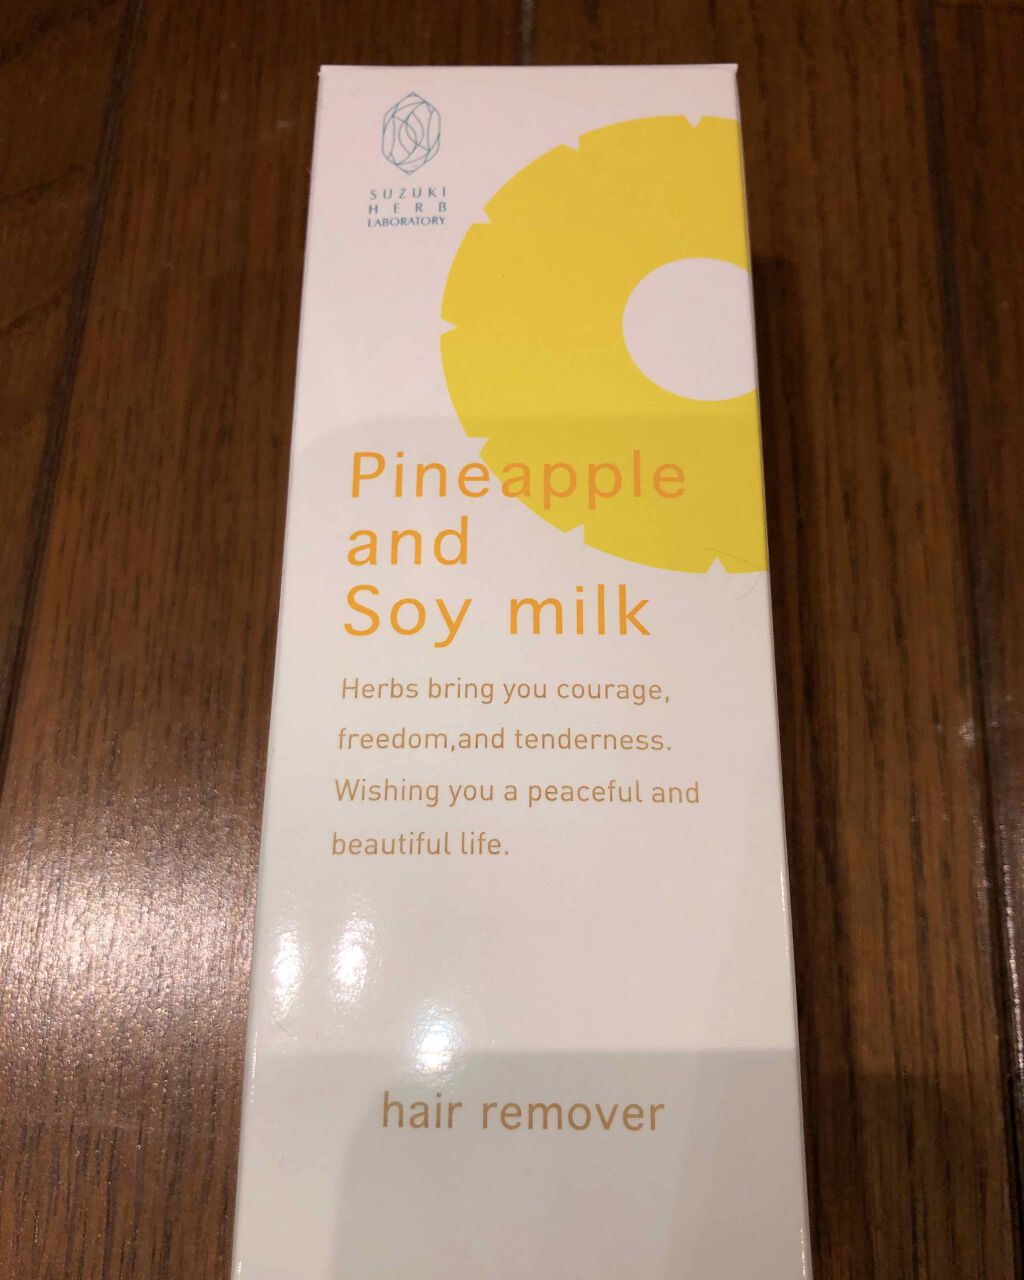 SUZUKI
HERB
LABORATORY
Pineapple
and
Soy milk
Herbs bring you courage,
freedom,and tenderness.
Wishing you a peaceful and
beautiful life.
hair remover